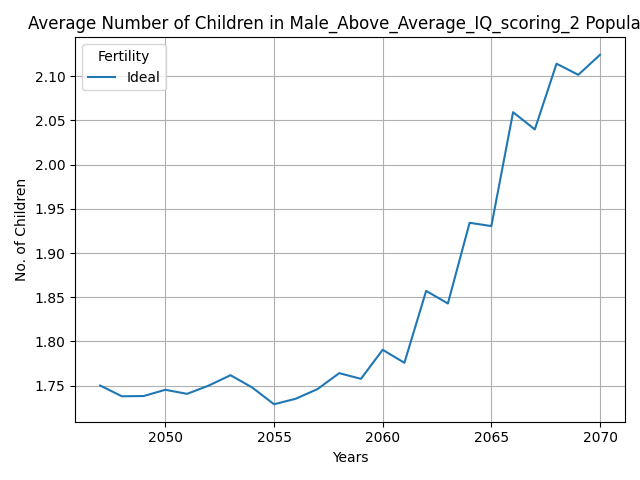 Average Number of Children in Male_Above_Average_IQ_scoring_2 Popula
Fertility
Ideal
No. of Children
2.10
2.05
2.00
1.95
1.90
1.85
1.80
1.75
2050 2055 2060 2065 2070
Years